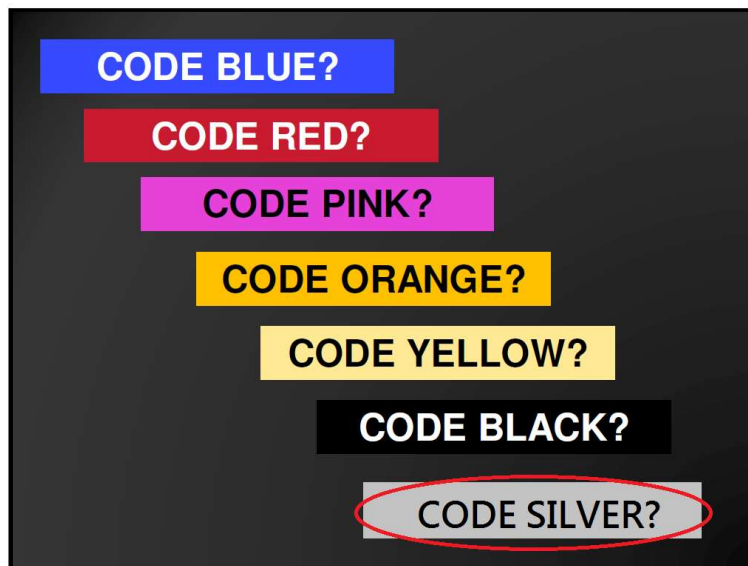 CODE BLUE?
CODE RED?
CODE PINK?
CODE ORANGE?
CODE YELLOW?
CODE BLACK?
CODE SILVER?